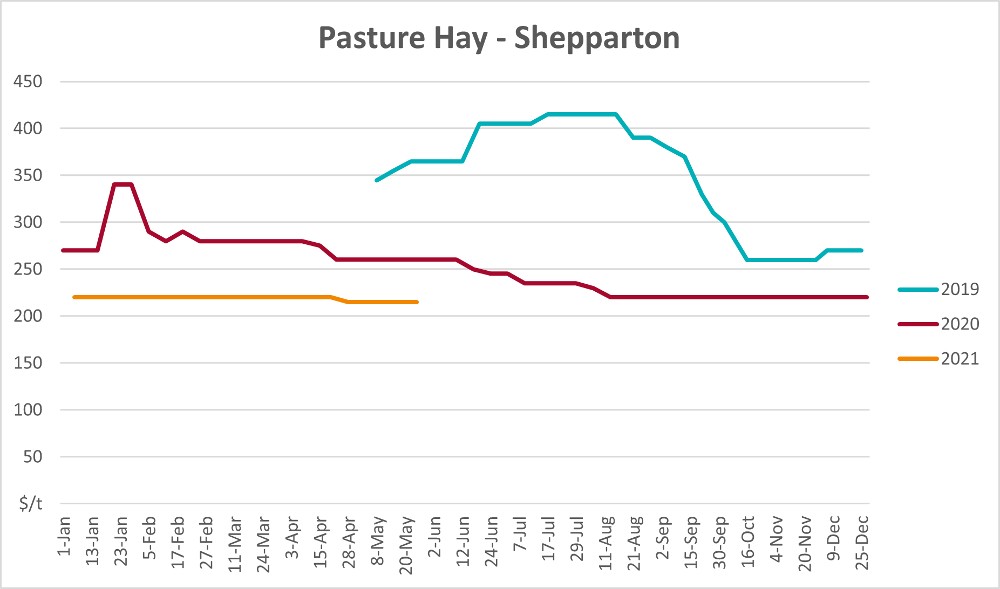 Pasture Hay - Shepparton
450
400
350
300
250
200
150
100
50
$/t
1-Jan
13-Jan
23-Jan
5-Feb
17-Feb
27-Feb
11-Mar
24-Mar
3-Apr
15-Apr
28-Apr
8-May
20-May
2-Jun
12-Jun
24-Jun
7-Jul
17-Jul
29-Jul
11-Aug
21-Aug
2-Sep
15-Sep
30-Sep
16-Oct
4-Nov
20-Nov
9-Dec
25-Dec
2019
2020
2021